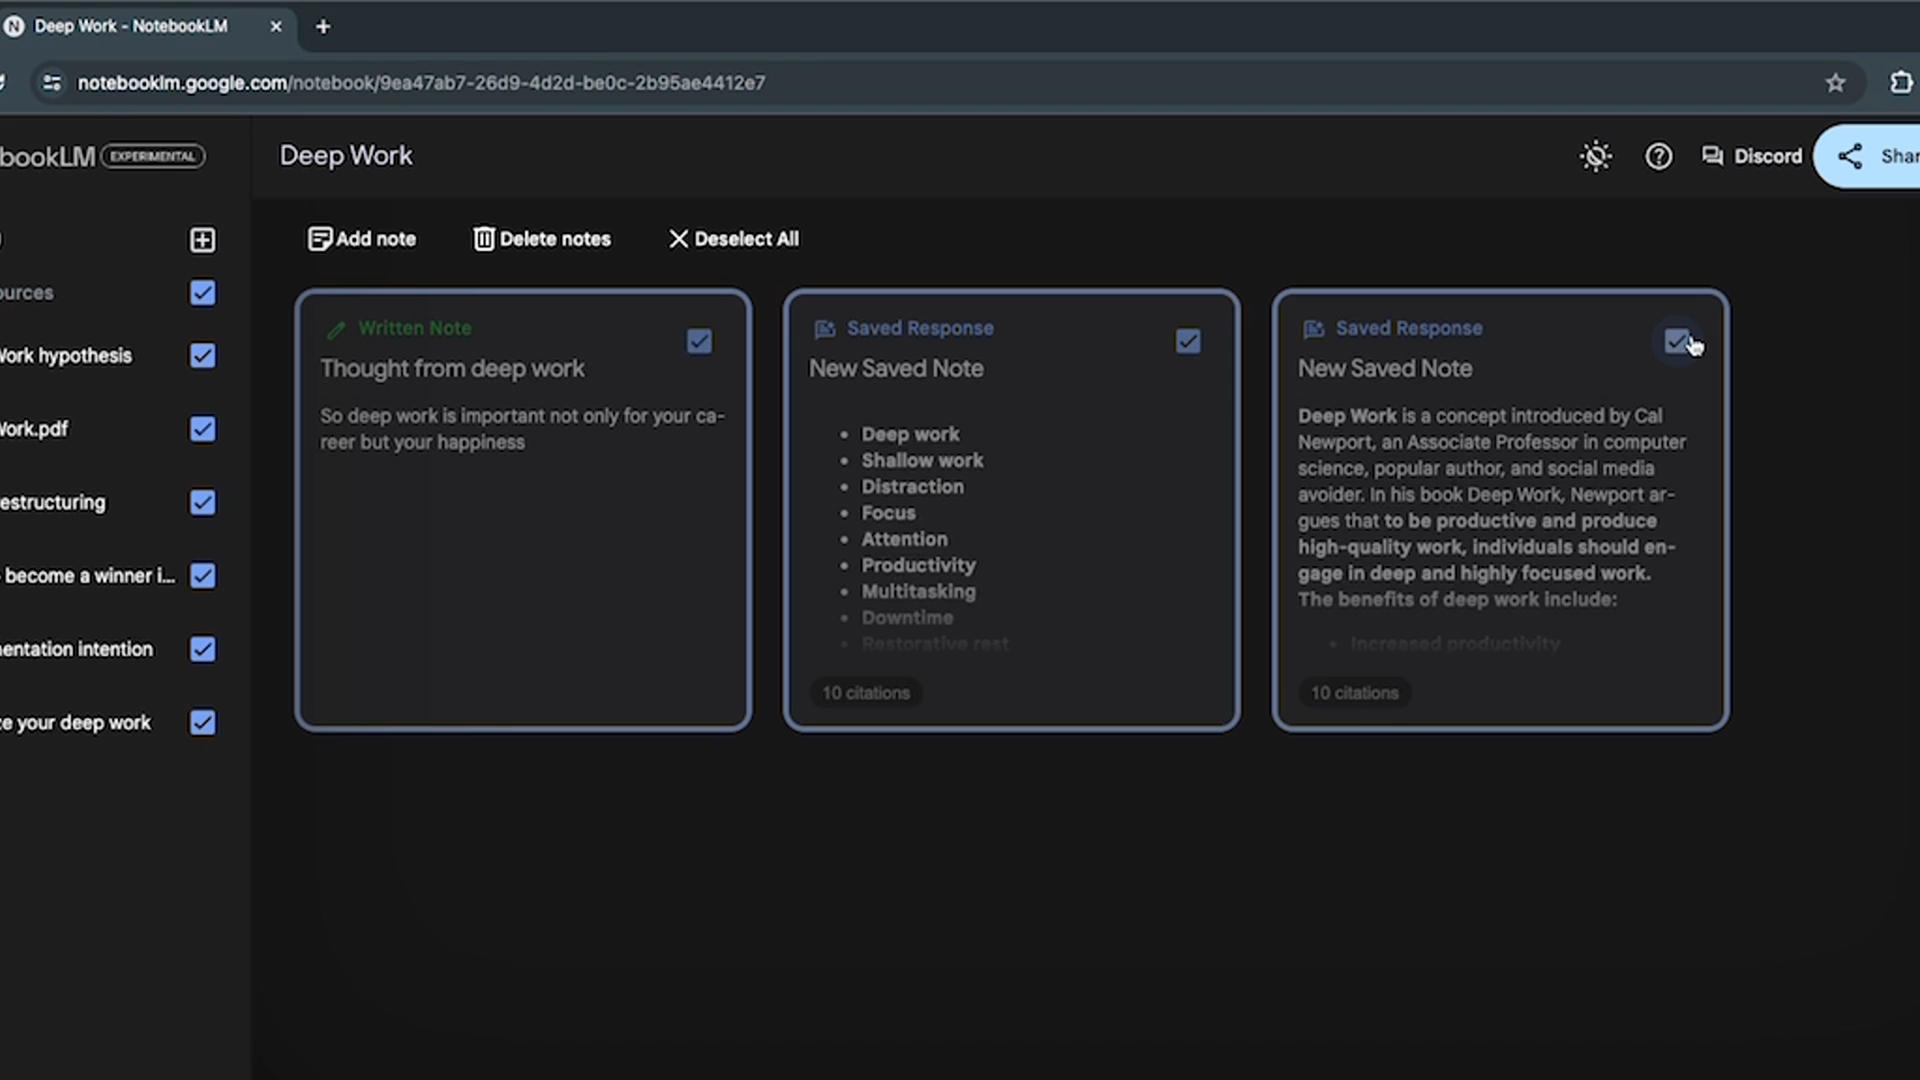 Deep Work - NotebookLM
notebooklm.google.com/notebook/9ea47ab7-26d9-4d2d-be0c-2b95ae4412e7
bookLM EXPERIMENTAL
Deep Work
Discord
Shar
Add note
Delete notes
Deselect All
ources
Work hypothesis
Work.pdf
estructuring
become a winner i...
entation intention
ze your deep work
Written Note
Thought from deep work
So deep work is important not only for your ca-
reer but your happiness
Saved Response
New Saved Note
• Deep work
• Shallow work
• Distraction
• Focus
• Attention
• Productivity
• Multitasking
• Downtime
• Restorative rest
10 citations
Saved Response
New Saved Note
Deep Work is a concept introduced by Cal
Newport, an Associate Professor in computer
science, popular author, and social media
avoider. In his book Deep Work, Newport ar-
gues that to be productive and produce
high-quality work, individuals should en-
gage in deep and highly focused work.
The benefits of deep work include:
• Increased productivity
10 citations